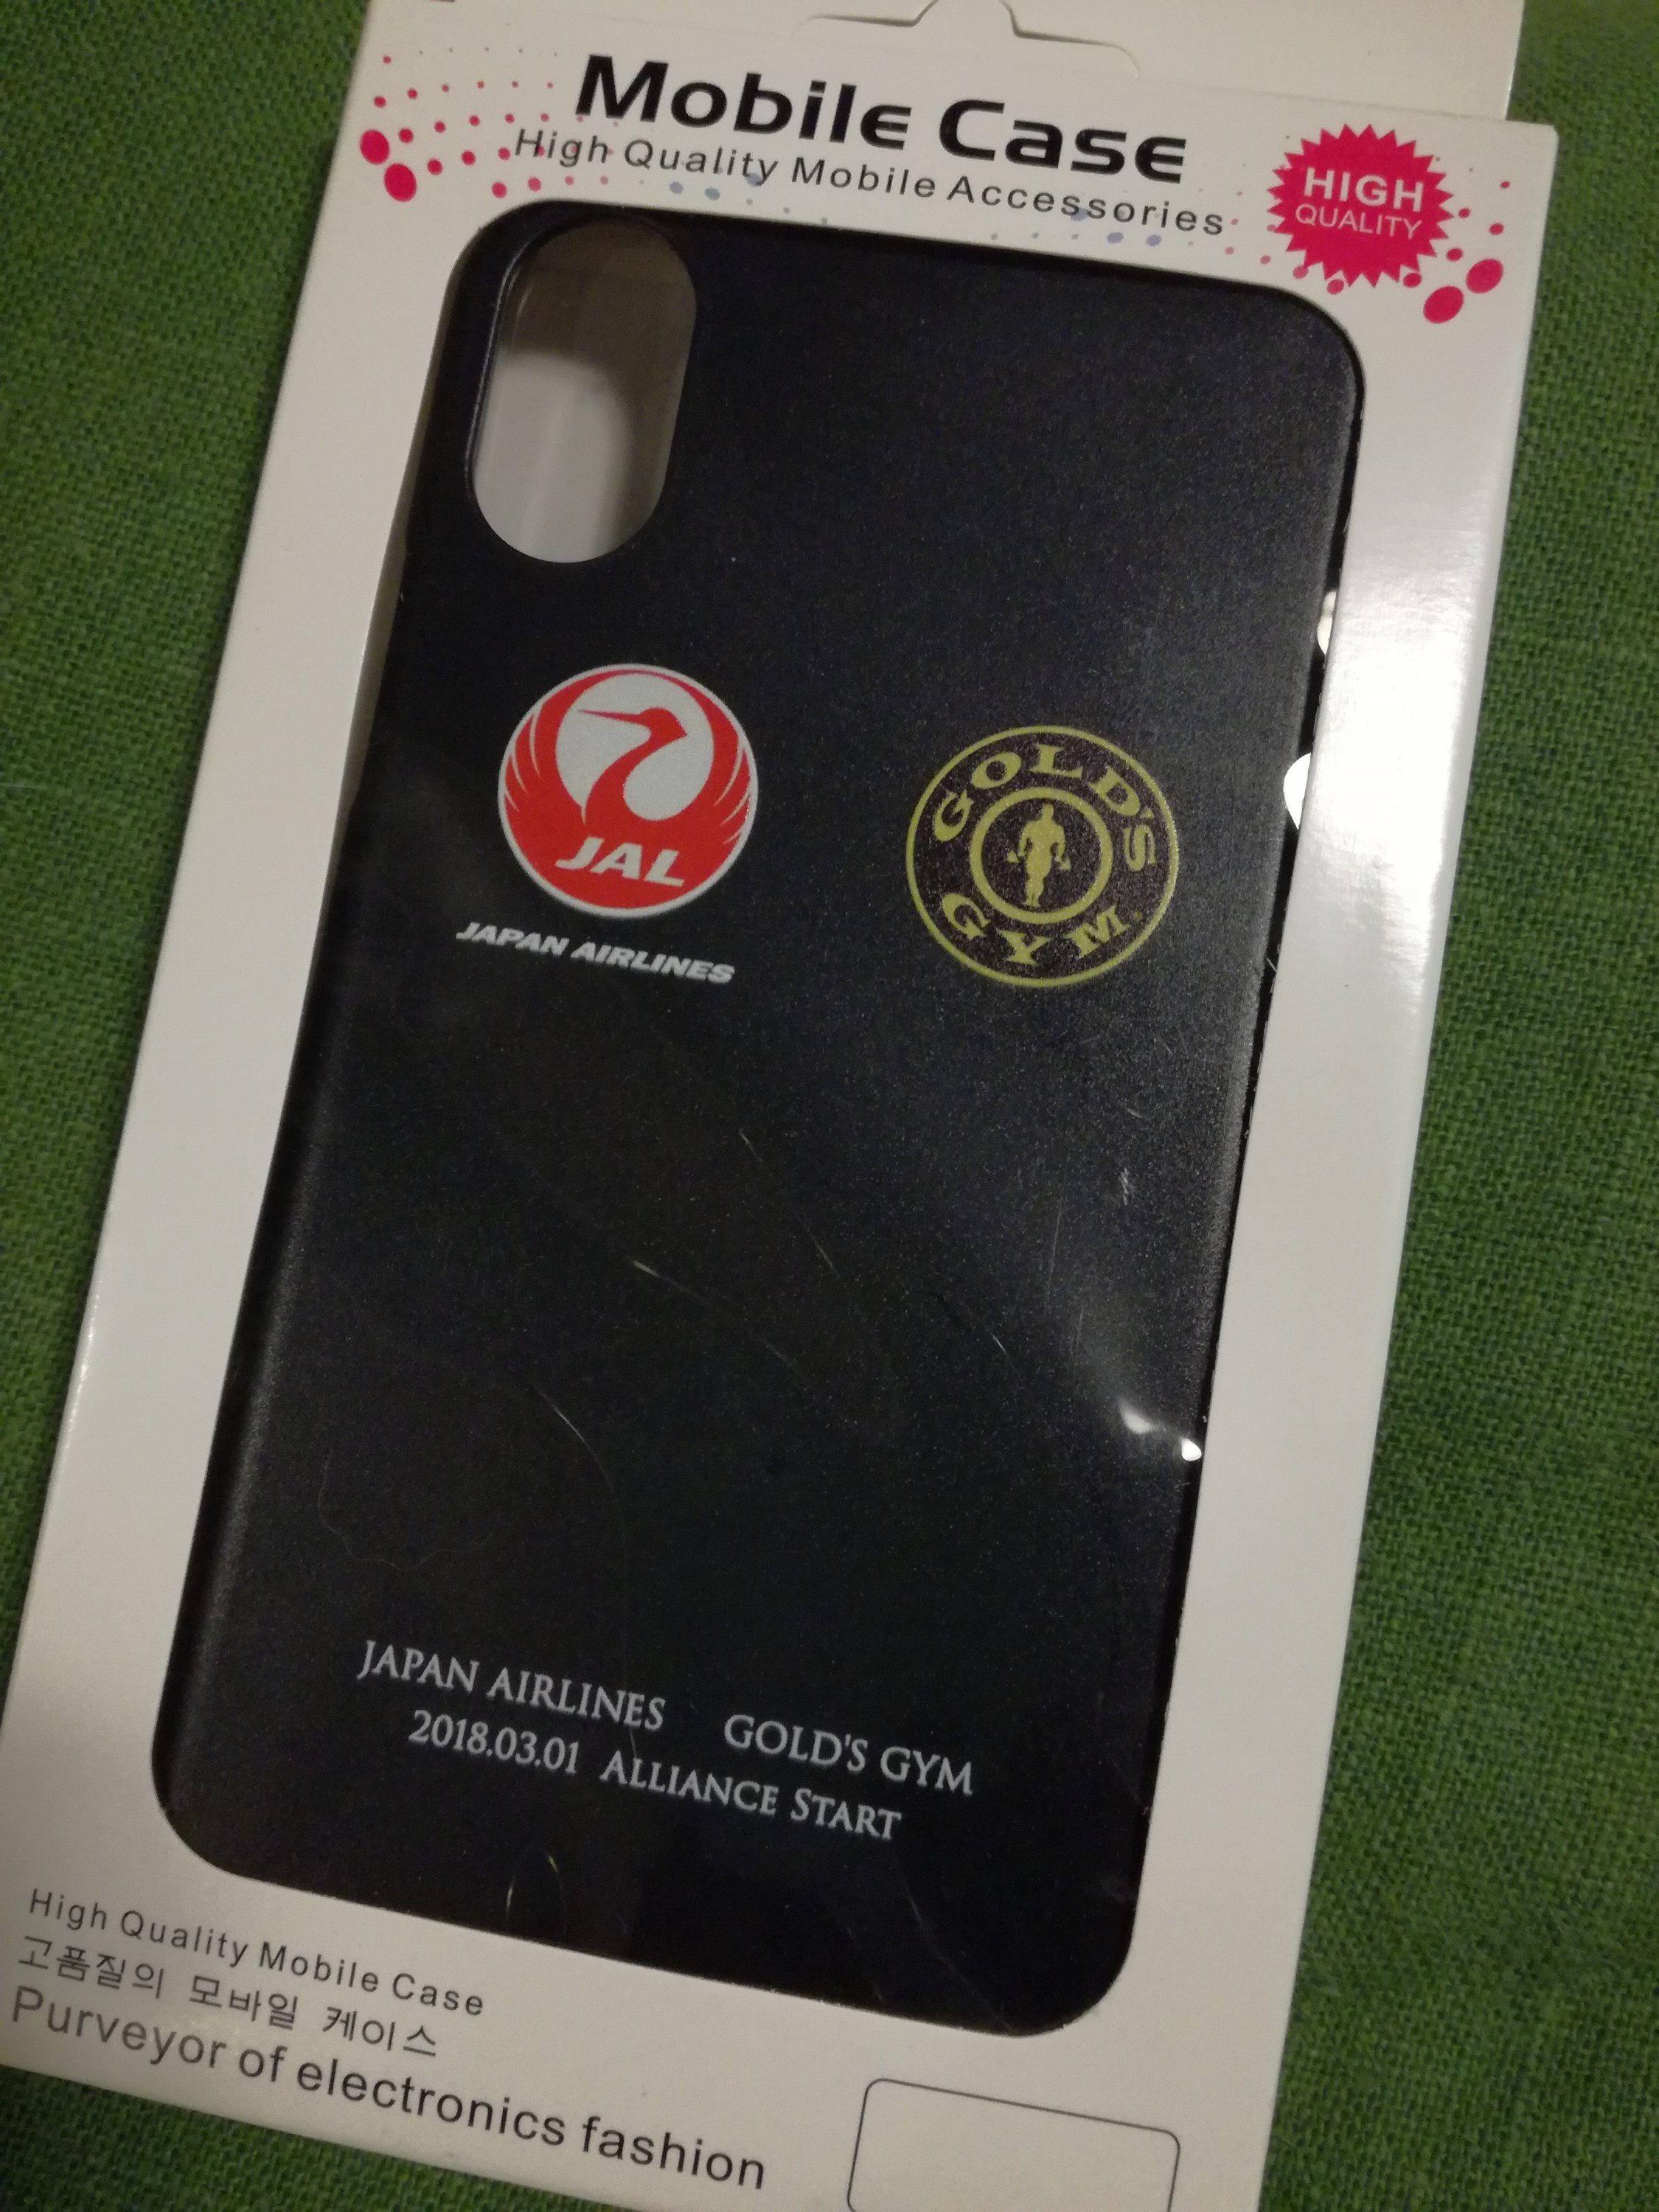 Mobile Case
High Quality Mobile Accessories
HIGH
QUALITY
JAL
JAPAN AIRLINES
GOLD'S
GYM
JAPAN AIRLINES GOLD'S GYM
2018.03.01 ALLIANCE START
High Quality Mobile Case
고품질의 모바일 케이스
Purveyor of electronics fashion